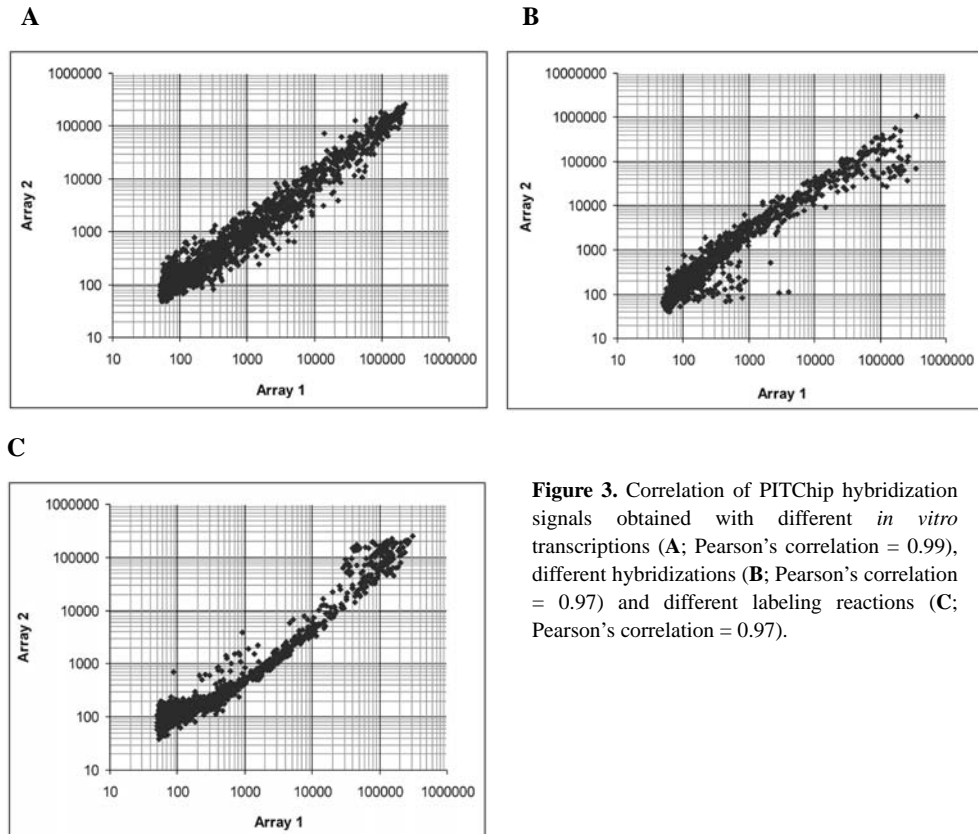 A
B
1000000
100000
10000
1000
100
10
Array 2
10 100 1000 10000 100000 1000000
Array 1
10000000
1000000
100000
10000
1000
100
10
Array 2
10 100 1000 10000 100000 1000000
Array 1
C
1000000
100000
10000
1000
100
10
Array 2
10 100 1000 10000 100000 1000000
Array 1
Figure 3. Correlation of PITChip hybridization
signals obtained with different in vitro
transcriptions (A; Pearson's correlation = 0.99),
different hybridizations (B; Pearson's correlation
= 0.97) and different labeling reactions (C;
Pearson's correlation = 0.97).